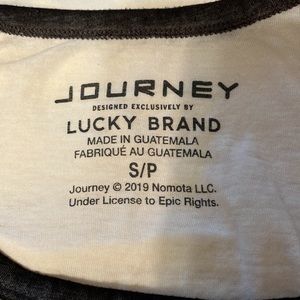 JOURNEY
DESIGNED EXCLUSIVELY BY
LUCKY BRAND
MADE IN GUATEMALA
FABRIQUÉ AU GUATEMALA
S/P
Journey © 2019 Nomota LLC.
Under License to Epic Rights.